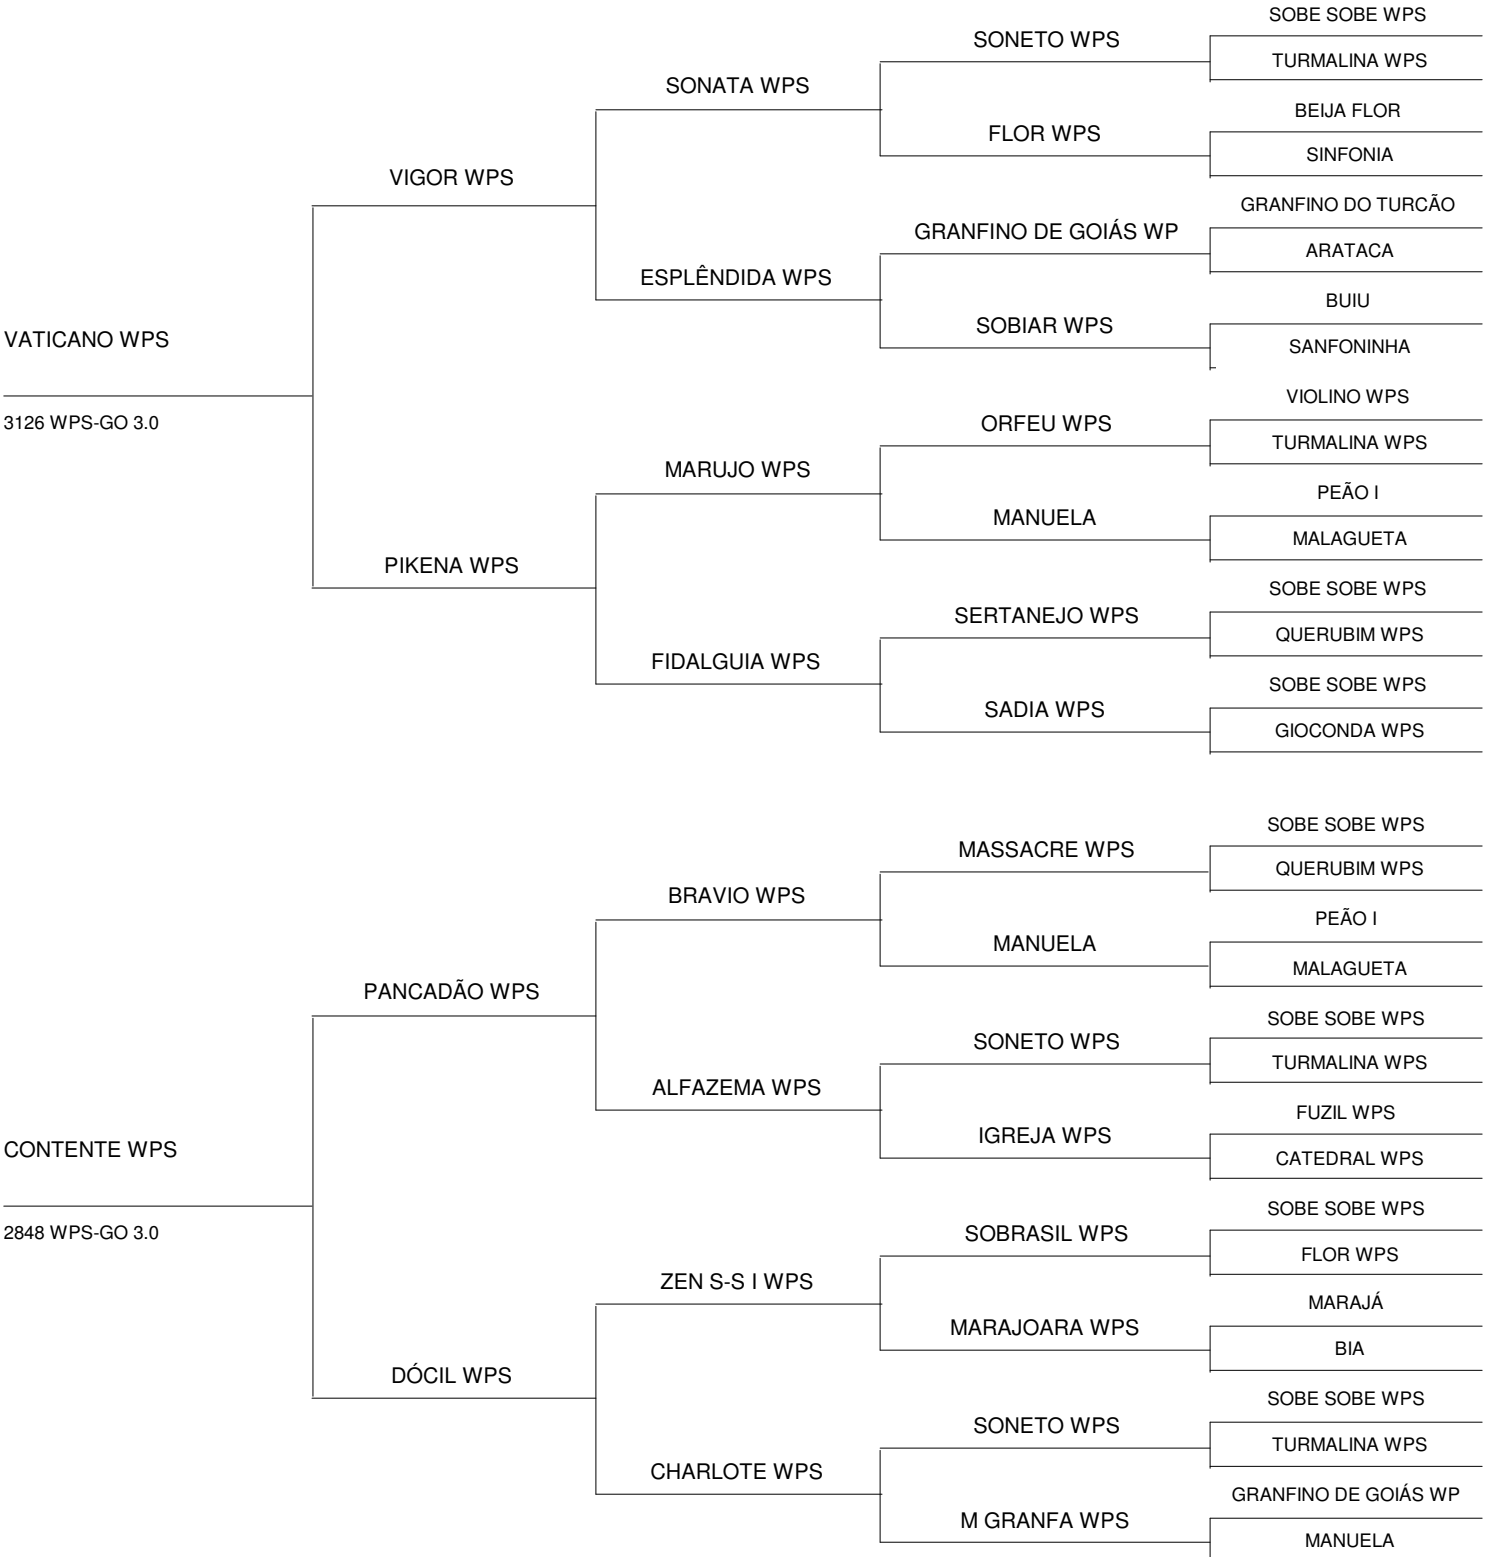 SOBE SOBE WPS
SONETO WPS
TURMALINA WPS
SONATA WPS
BEIJA FLOR
FLOR WPS
SINFONIA
VIGOR WPS
GRANFINO DO TURCÃO
GRANFINO DE GOIÁS WP
ARATACA
ESPLÊNDIDA WPS
BUIU
SOBIAR WPS
SANFONINHA
VATICANO WPS
3126 WPS-GO 3.0
VIOLINO WPS
ORFEU WPS
TURMALINA WPS
MARUJO WPS
PEÃO I
MANUELA
MALAGUETA
PIKENA WPS
SOBE SOBE WPS
SERTANEJO WPS
QUERUBIM WPS
FIDALGUIA WPS
SOBE SOBE WPS
SADIA WPS
GIOCONDA WPS
SOBE SOBE WPS
MASSACRE WPS
QUERUBIM WPS
BRAVIO WPS
PEÃO I
MANUELA
MALAGUETA
PANCADÃO WPS
SOBE SOBE WPS
SONETO WPS
TURMALINA WPS
ALFAZEMA WPS
FUZIL WPS
IGREJA WPS
CATEDRAL WPS
CONTENTE WPS
2848 WPS-GO 3.0
SOBE SOBE WPS
SOBRASIL WPS
FLOR WPS
ZEN S-S I WPS
MARAJÁ
MARAJOARA WPS
BIA
DÓCIL WPS
SOBE SOBE WPS
SONETO WPS
TURMALINA WPS
CHARLOTE WPS
GRANFINO DE GOIÁS WP
M GRANFA WPS
MANUELA